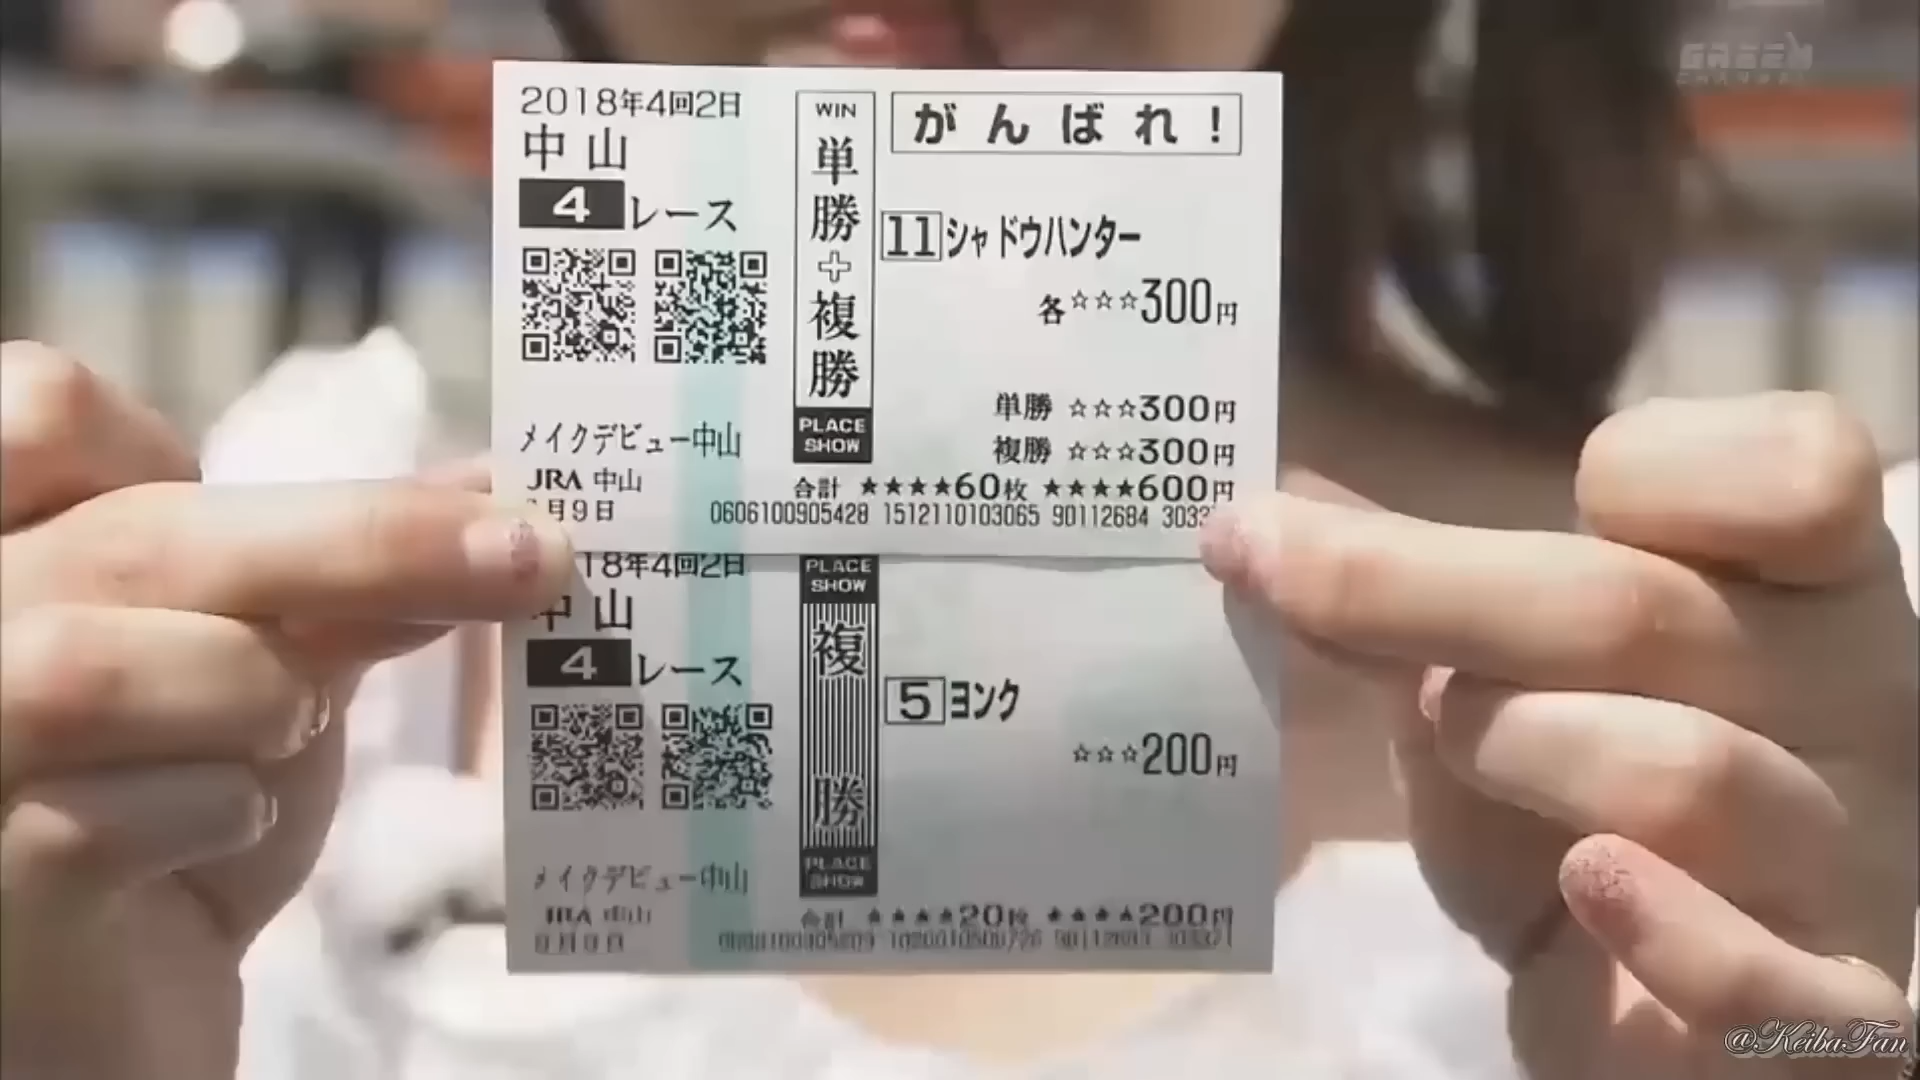 GREEN
CHANNEL
2018年4回2日
中山
4レース
メイクデビュー中山
JRA 中山
月9日
WIN
単勝+複勝
PLACE
SHOW
がんばれ!
11シャドウハンター
各☆☆☆300円
単勝 ☆☆☆300円
複勝 ☆☆☆300円
合計 ★★★★60枚 ★★★★600円
0606100905428 1512110103065 90112684 3033
18年4回2日
中山
4レース
メイクデビュー中山
JRA 中山
PLACE
SHOW
複勝
PLACE
SHOW
5ヨンク
☆☆☆200円
合計 ★★★★20枚 ★★★★200円
@KeibaFan